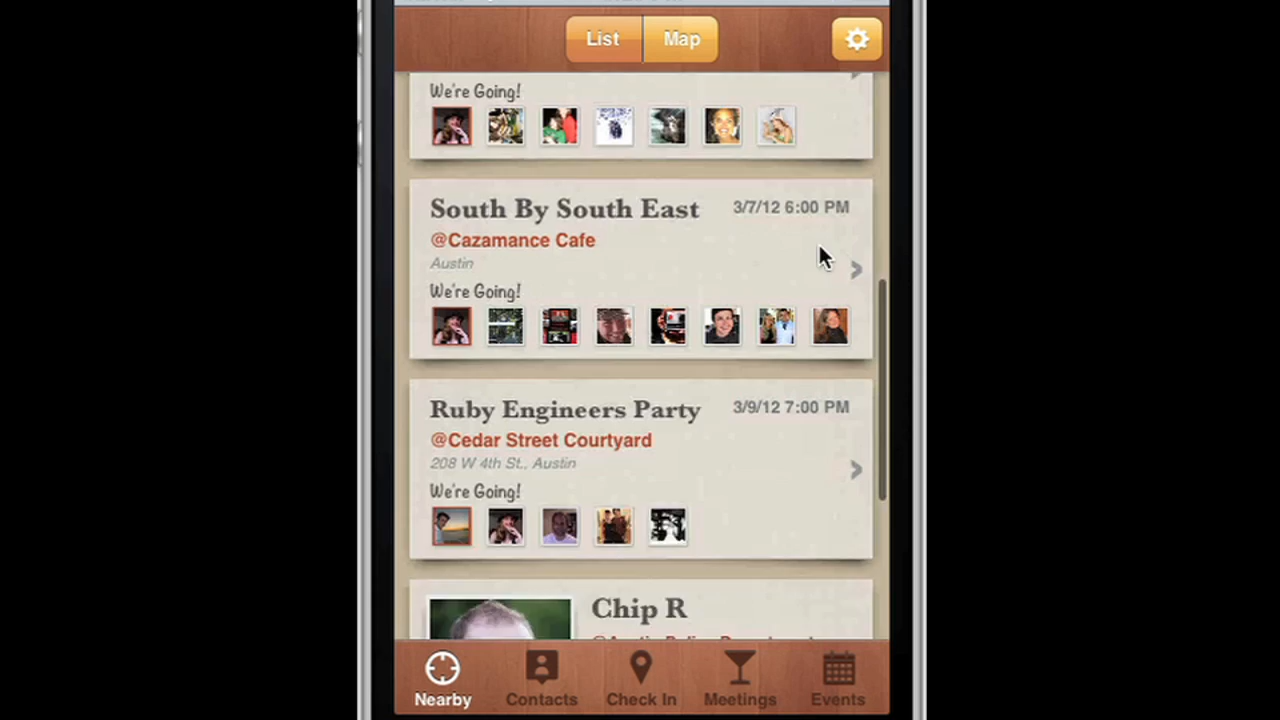 List Map
We're Going!
South By South East 3/7/12 6:00 PM
@Cazamance Cafe
Austin
We're Going!
Ruby Engineers Party 3/9/12 7:00 PM
@Cedar Street Courtyard
208 W 4th St., Austin
We're Going!
Chip R
Nearby Contacts Check In Meetings Events